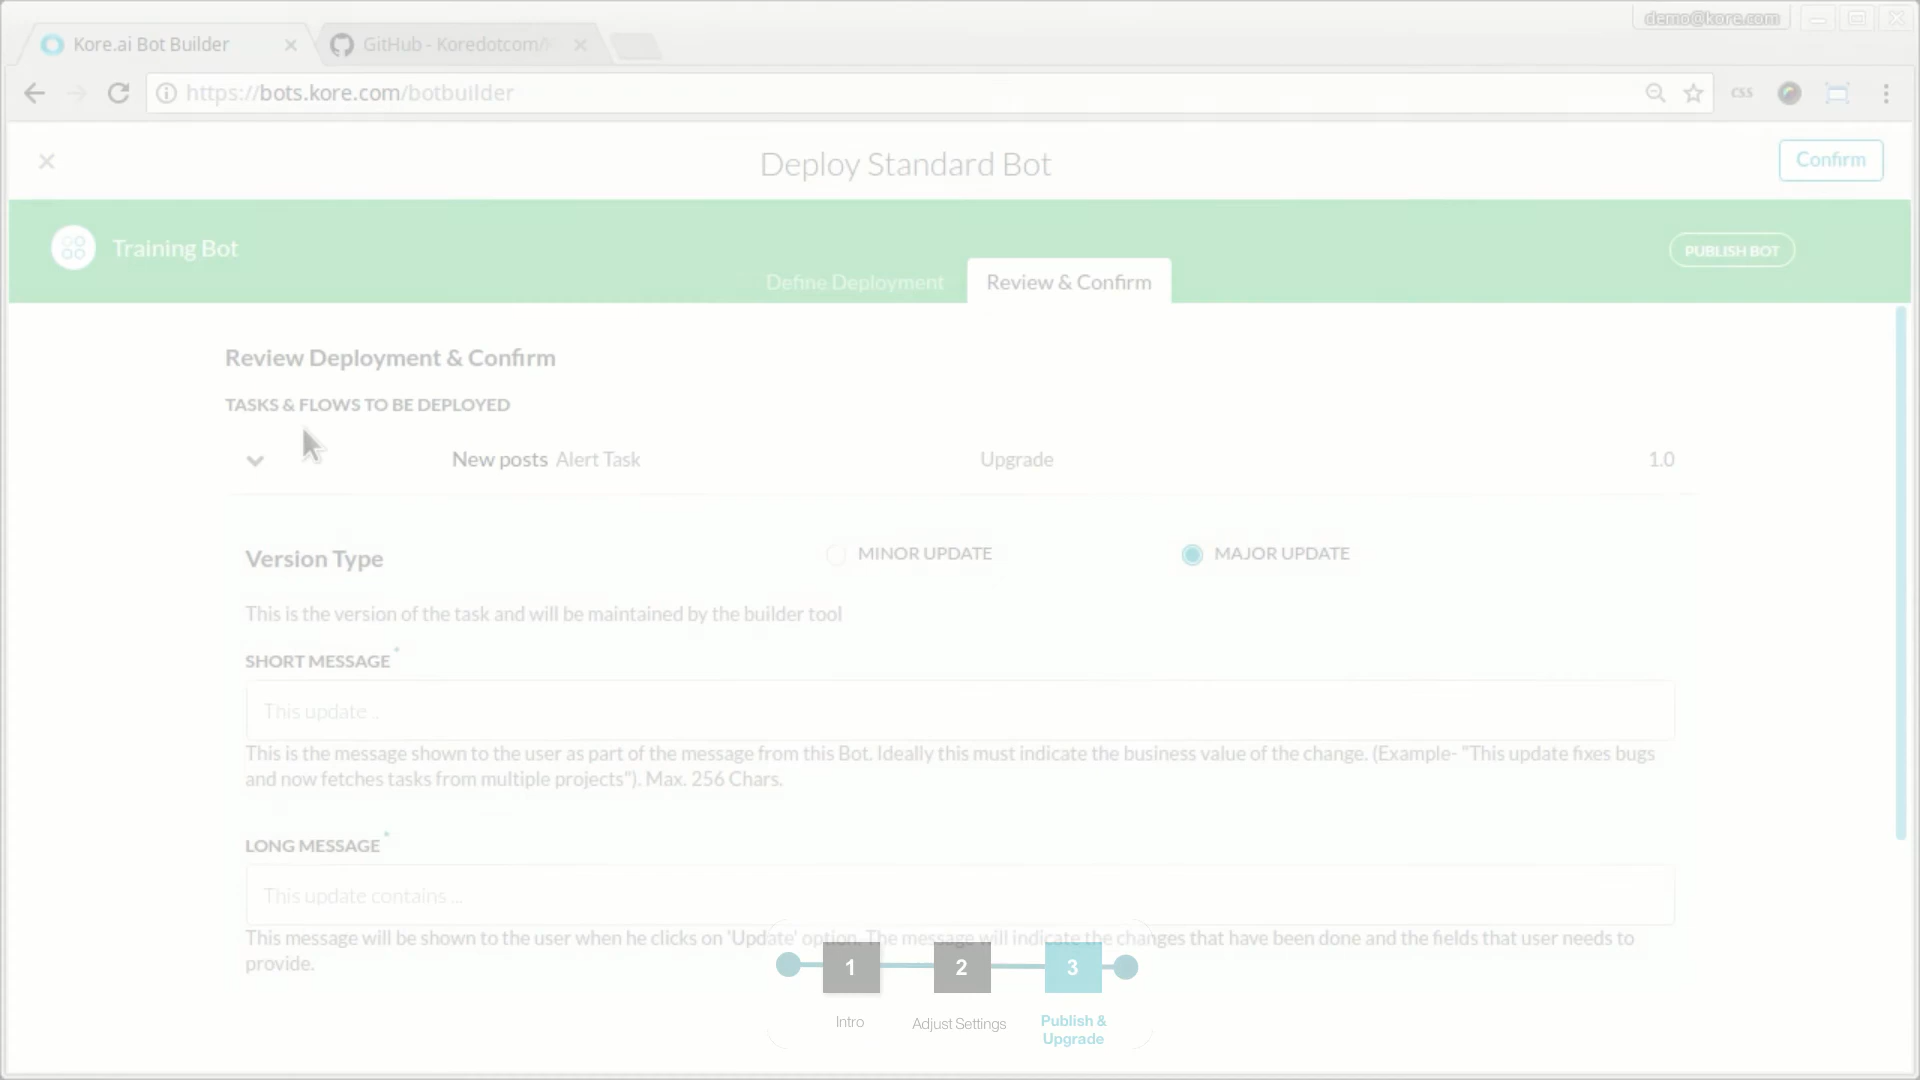 demo@kore.com
Kore.ai Bot Builder
GitHub - Koredotcom/
https://bots.kore.com/botbuilder
CSS
Deploy Standard Bot
Confirm
Training Bot
PUBLISH BOT
Define Deployment
Review & Confirm
Review Deployment & Confirm
TASKS & FLOWS TO BE DEPLOYED
New posts Alert Task Upgrade 1.0
Version Type
MINOR UPDATE
MAJOR UPDATE
This is the version of the task and will be maintained by the builder tool
SHORT MESSAGE *
This update ..
This is the message shown to the user as part of the message from this Bot. Ideally this must indicate the business value of the change. (Example- "This update fixes bugs
and now fetches tasks from multiple projects"). Max. 256 Chars.
LONG MESSAGE *
This update contains ...
This message will be shown to the user when he clicks on 'Update' option. The message will indicate the changes that have been done and the fields that user needs to
provide.
1 2 3
Intro
Adjust Settings
Publish &
Upgrade